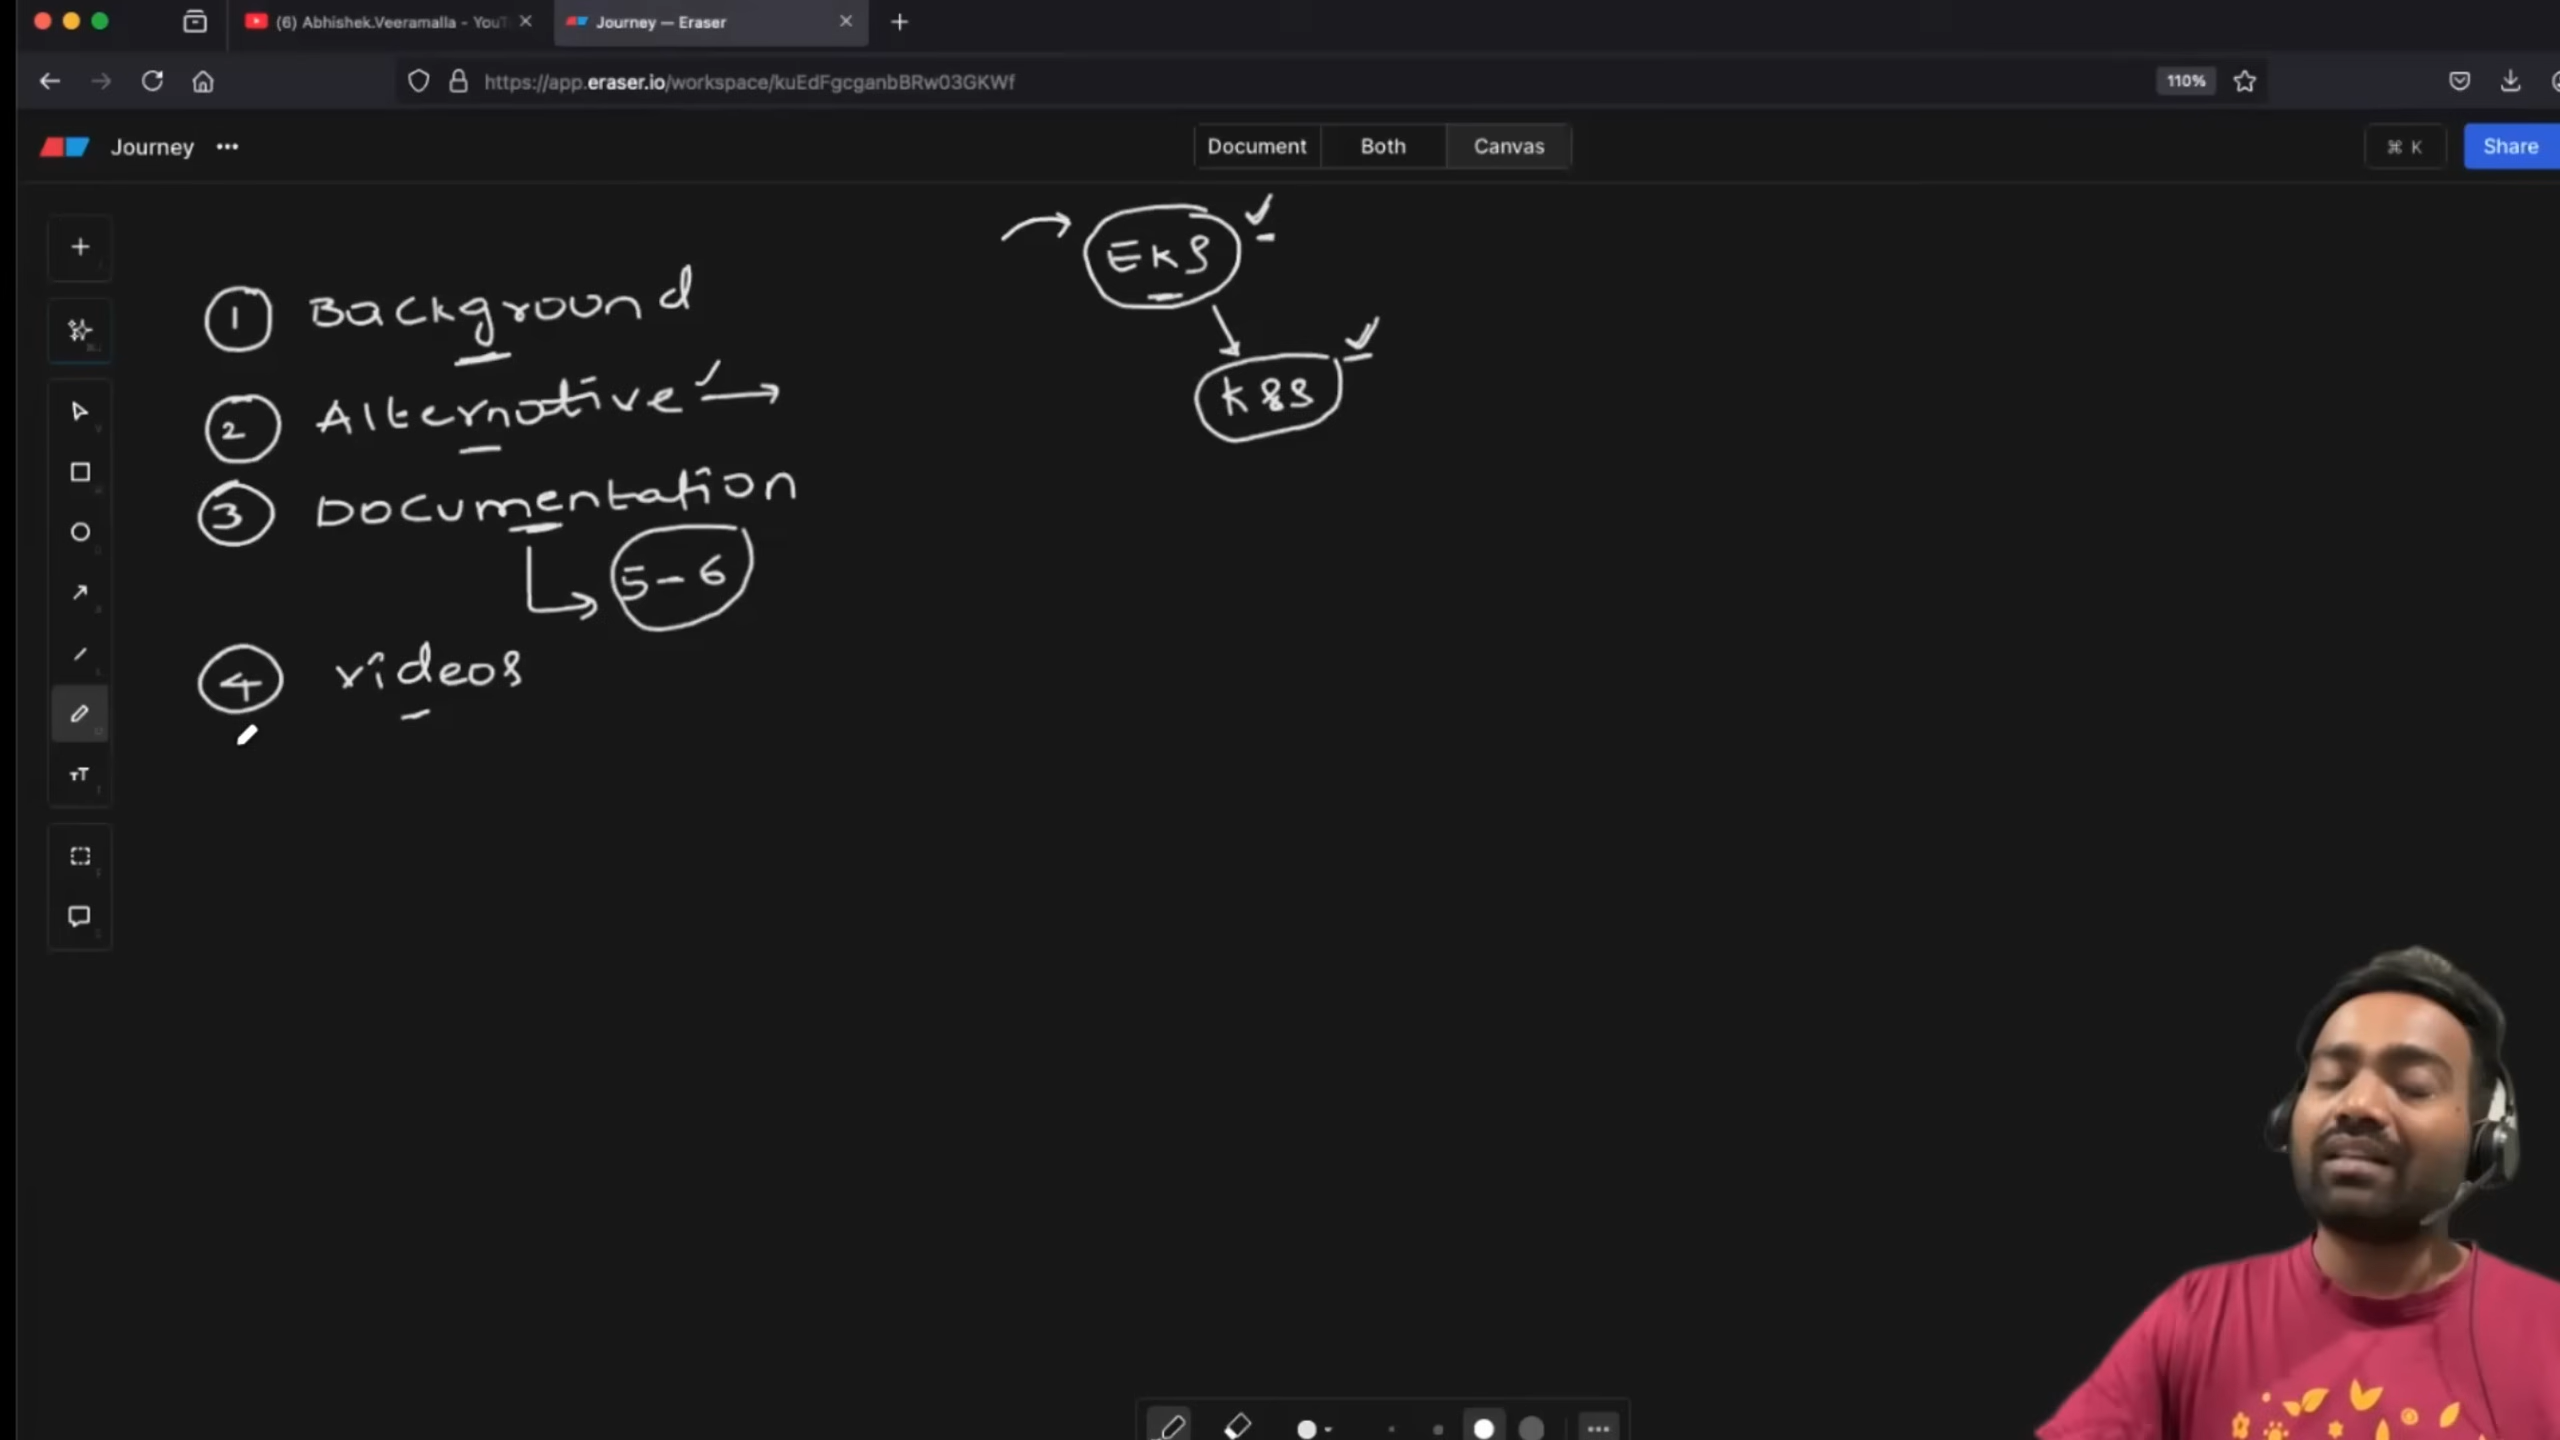 (6) Abhishek.Veeramalla - YouT
Journey — Eraser
https://app.eraser.io/workspace/kuEdFgcganbBRw03GKWf
110%
Journey
Document
Both
Canvas
⌘ K
Share
EKS
K8S
1 Background
2 Alternative
3 Documentation
5-6
4 videos